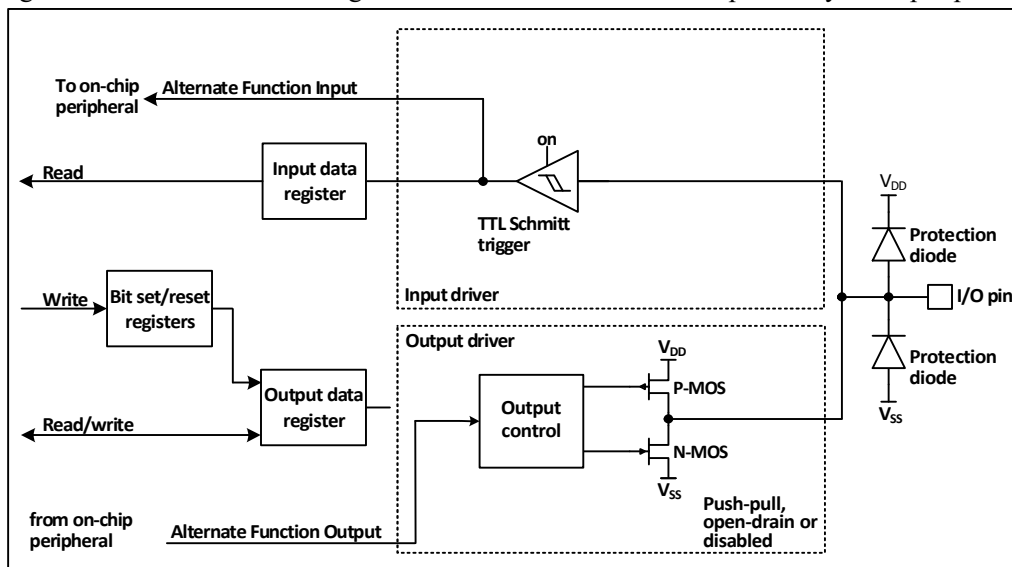 To on-chip
peripheral
Alternate Function Input
on
Read
Input data
register
TTL Schmitt
trigger
V_DD
Protection
diode
Write
Bit set/reset
registers
Input driver
I/O pin
Output driver
V_DD
P-MOS
Protection
diode
Output data
register
Output
control
Read/write
N-MOS
V_SS
V_SS
from on-chip
peripheral
Alternate Function Output
Push-pull,
open-drain or
disabled